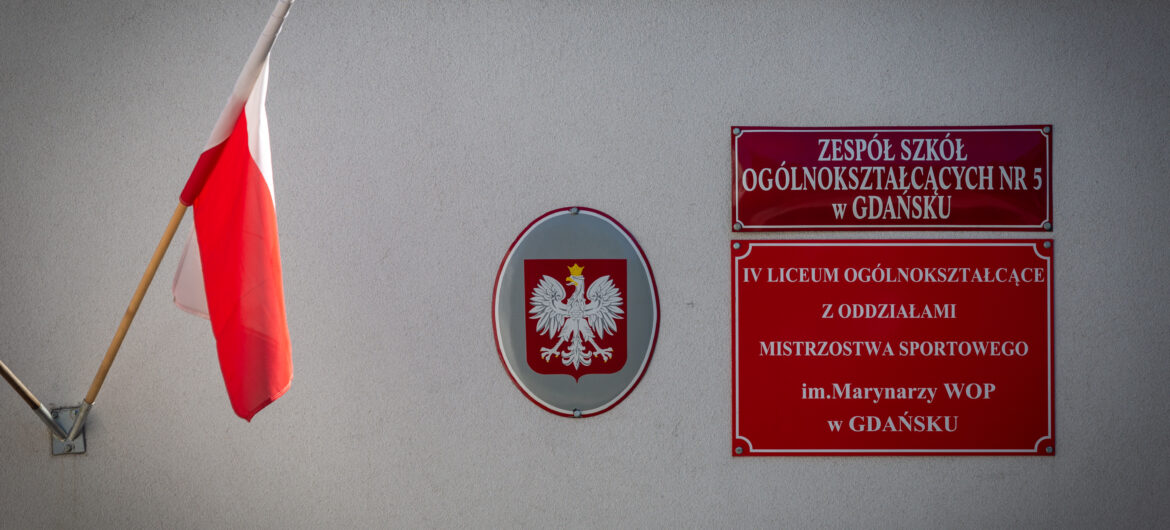 ZESPÓŁ SZKÓŁ
OGÓLNOKSZTAŁCĄCYCH NR 5
w GDAŃSKU
IV LICEUM OGÓLNOKSZTAŁCĄCE
Z ODDZIAŁAMI
MISTRZOSTWA SPORTOWEGO
im.Marynarzy WOP
w GDAŃSKU